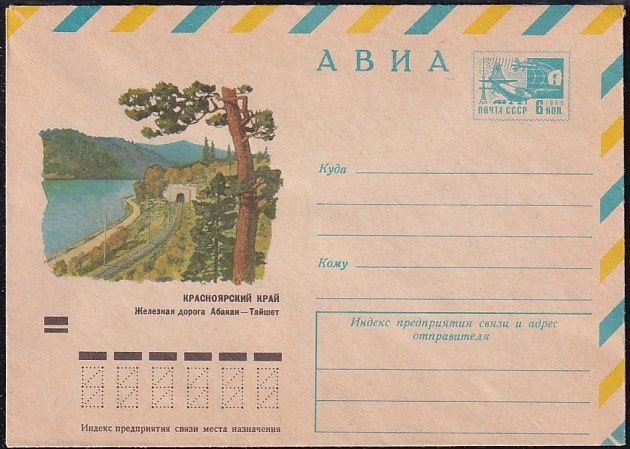 АВИА
1966
ПОЧТА СССР 6 КОП.
Куда
Кому
КРАСНОЯРСКИЙ КРАЙ
Железная дорога Абакан—Тайшет
Индекс предприятия связи и адрес
отправителя
Индекс предприятия связи места назначения